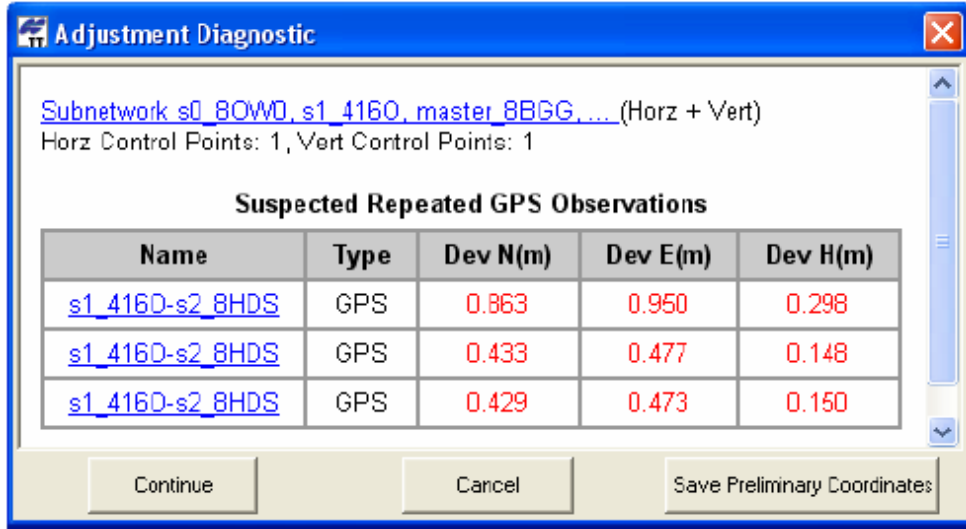 TT Adjustment Diagnostic
Subnetwork s0_8OW0, s1_416O, master_8BGG, ... (Horz + Vert)
Horz Control Points: 1, Vert Control Points: 1
Suspected Repeated GPS Observations
Name Type Dev N(m) Dev E(m) Dev H(m)
s1_416O-s2_8HDS GPS 0.863 0.950 0.298
s1_416O-s2_8HDS GPS 0.433 0.477 0.148
s1_416O-s2_8HDS GPS 0.429 0.473 0.150
Continue Cancel Save Preliminary Coordinates